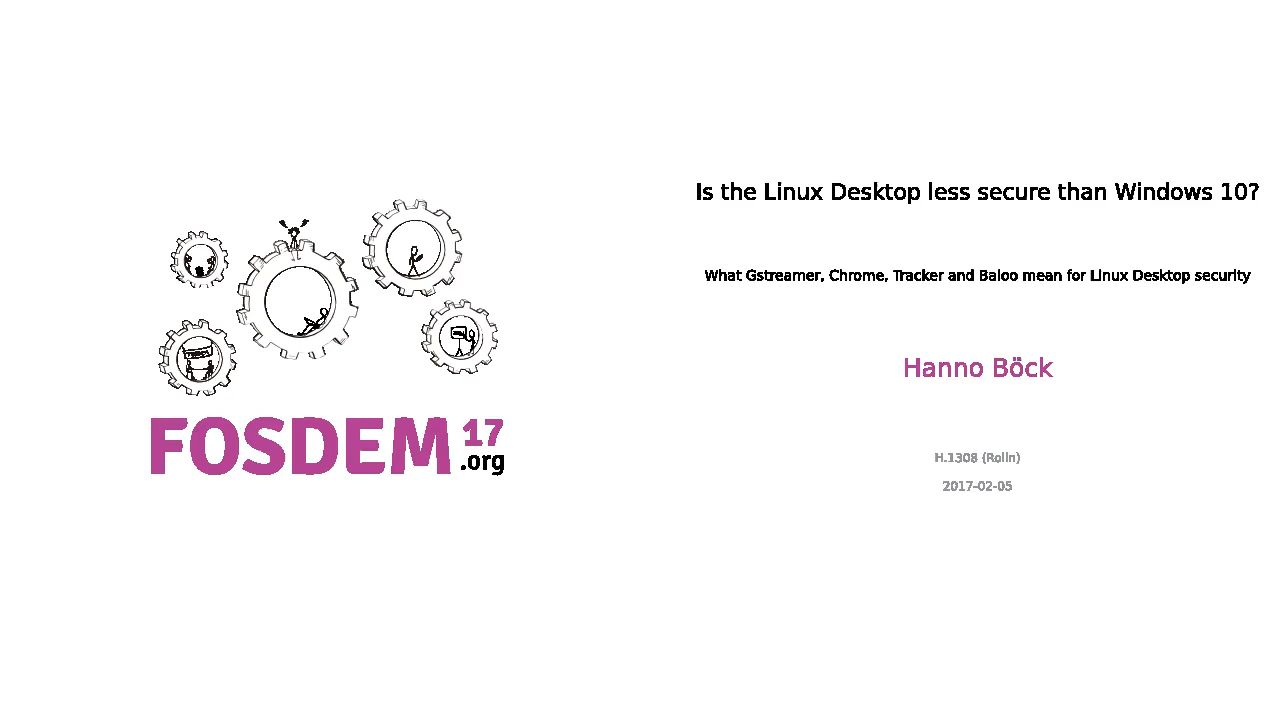 FOSDEM 17
.org
Is the Linux Desktop less secure than Windows 10?
What Gstreamer, Chrome, Tracker and Baloo mean for Linux Desktop security
Hanno Böck
H.1308 (Rolin)
2017-02-05